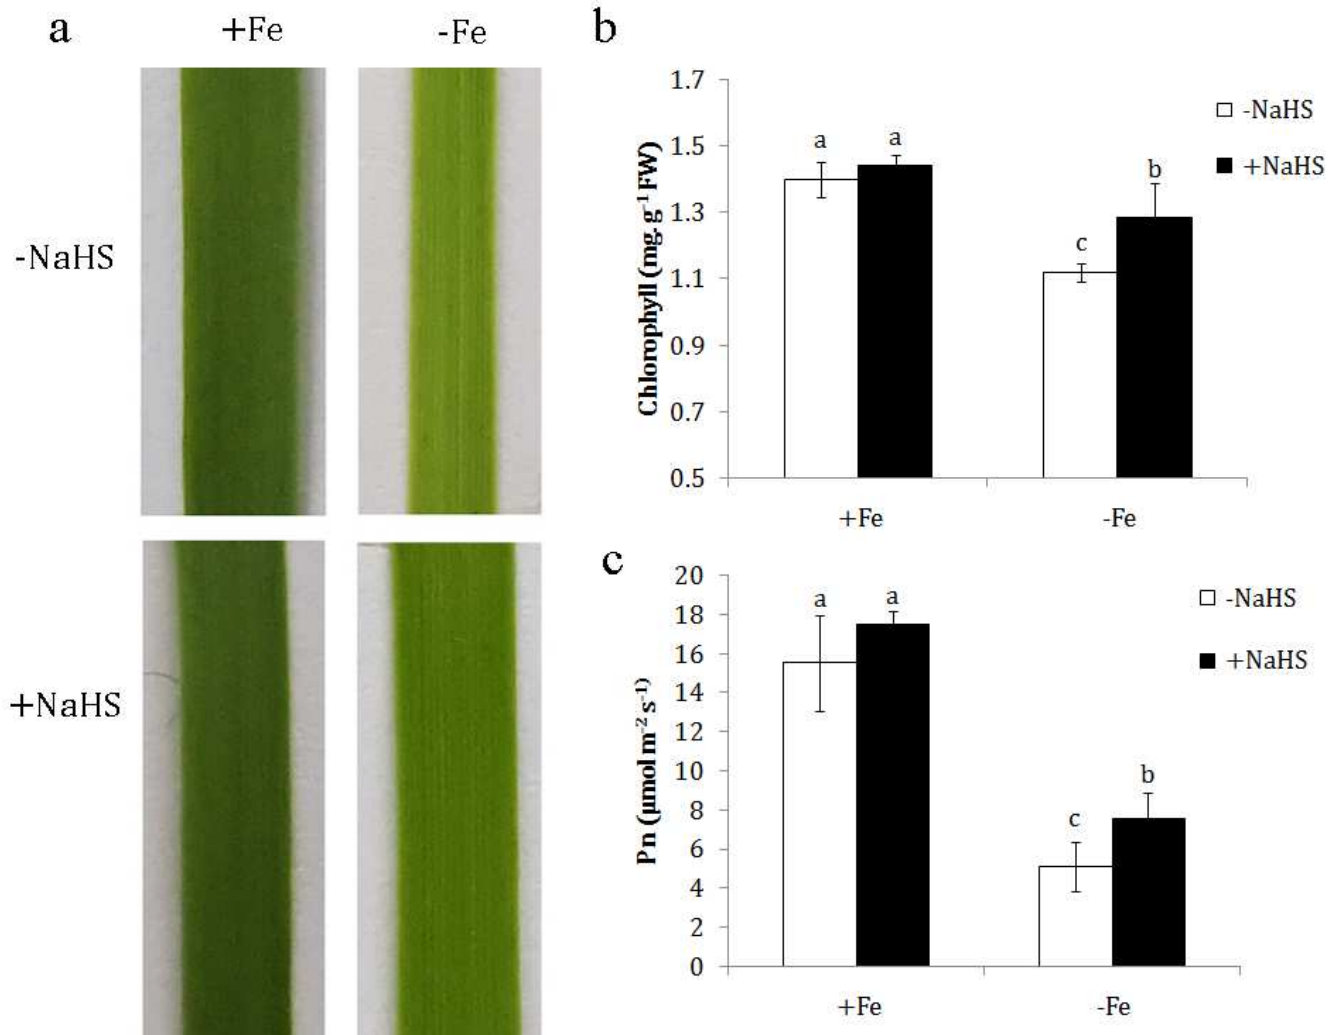 a
+Fe
-Fe
-NaHS
+NaHS
b
Chlorophyll (mg. g⁻¹ FW)
1.7
1.5
1.3
1.1
0.9
0.7
0.5
a
a
c
b
-NaHS
+NaHS
+Fe
-Fe
c
Pn (μmol m⁻² s⁻¹)
20
18
16
14
12
10
8
6
4
2
0
a
a
c
b
-NaHS
+NaHS
+Fe
-Fe